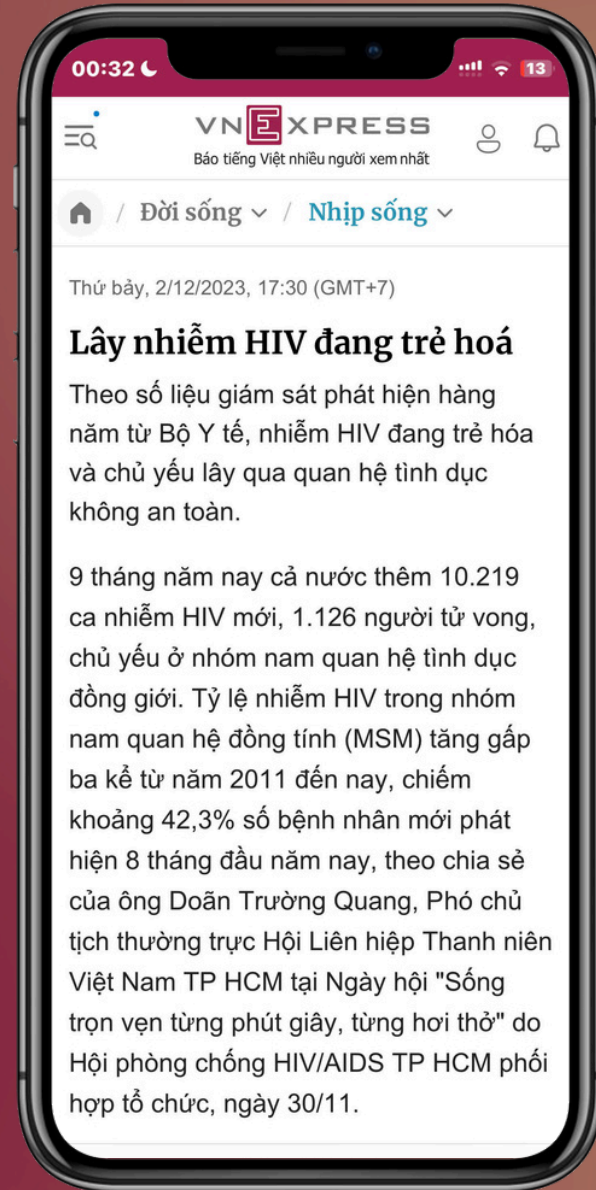 00:32
13
VNEXPRESS
Báo tiếng Việt nhiều người xem nhất
/ Đời sống / Nhịp sống
Thứ bảy, 2/12/2023, 17:30 (GMT+7)
Lây nhiễm HIV đang trẻ hoá
Theo số liệu giám sát phát hiện hàng
năm từ Bộ Y tế, nhiễm HIV đang trẻ hóa
và chủ yếu lây qua quan hệ tình dục
không an toàn.
9 tháng năm nay cả nước thêm 10.219
ca nhiễm HIV mới, 1.126 người tử vong,
chủ yếu ở nhóm nam quan hệ tình dục
đồng giới. Tỷ lệ nhiễm HIV trong nhóm
nam quan hệ đồng tính (MSM) tăng gấp
ba kể từ năm 2011 đến nay, chiếm
khoảng 42,3% số bệnh nhân mới phát
hiện 8 tháng đầu năm nay, theo chia sẻ
của ông Doãn Trường Quang, Phó chủ
tịch thường trực Hội Liên hiệp Thanh niên
Việt Nam TP HCM tại Ngày hội "Sống
trọn vẹn từng phút giây, từng hơi thở" do
Hội phòng chống HIV/AIDS TP HCM phối
hợp tổ chức, ngày 30/11.